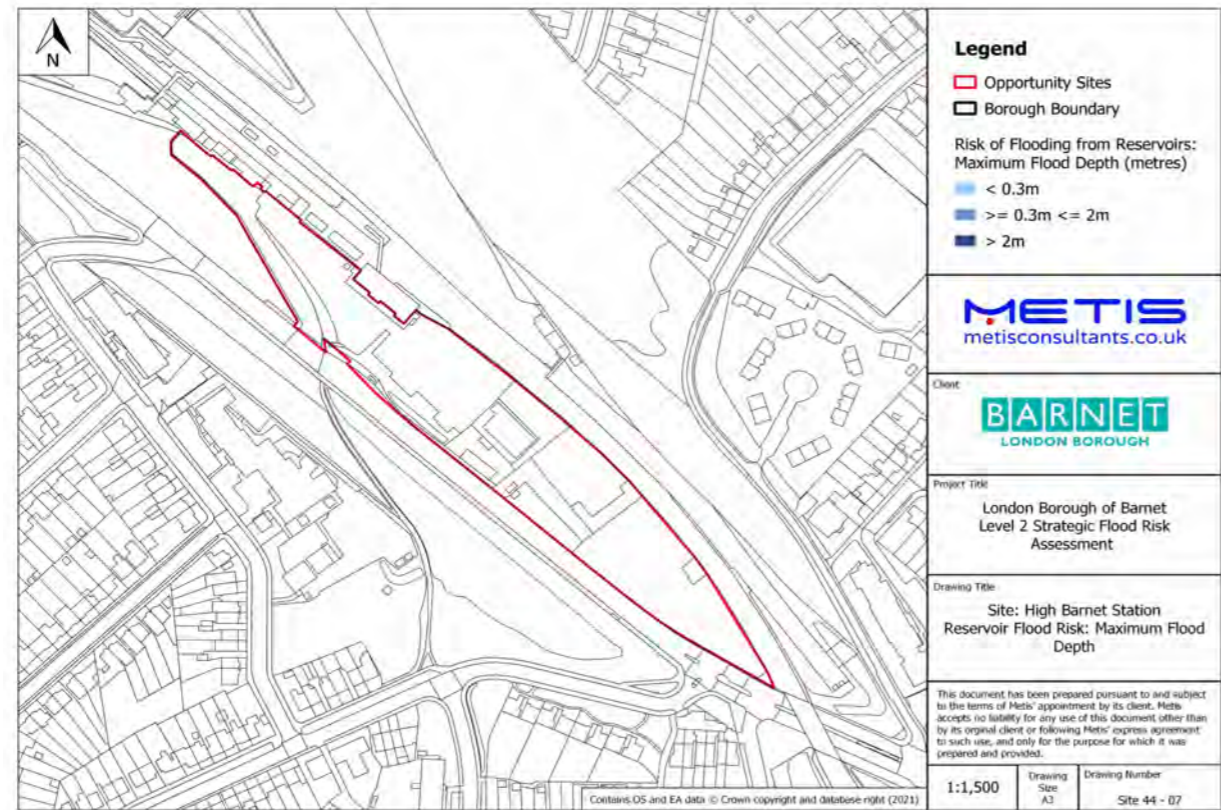 N
Legend
Opportunity Sites
Borough Boundary
Risk of Flooding from Reservoirs:
Maximum Flood Depth (metres)
< 0.3m
>= 0.3m <= 2m
> 2m
METIS
metisconsultants.co.uk
Client
BARNET
LONDON BOROUGH
Project Title
London Borough of Barnet
Level 2 Strategic Flood Risk
Assessment
Drawing Title
Site: High Barnet Station
Reservoir Flood Risk: Maximum Flood
Depth
This document has been prepared pursuant to and subject
to the terms of Metis' appointment by its client. Metis
accepts no liability for any use of this document other than
by its orginal client or following Metis' express agreement
to such use, and only for the purpose for which it was
prepared and provided.
1:1,500
Drawing
Size
A3
Drawing Number
Site 44 - 07
Contains OS and EA data © Crown copyright and database right (2021)